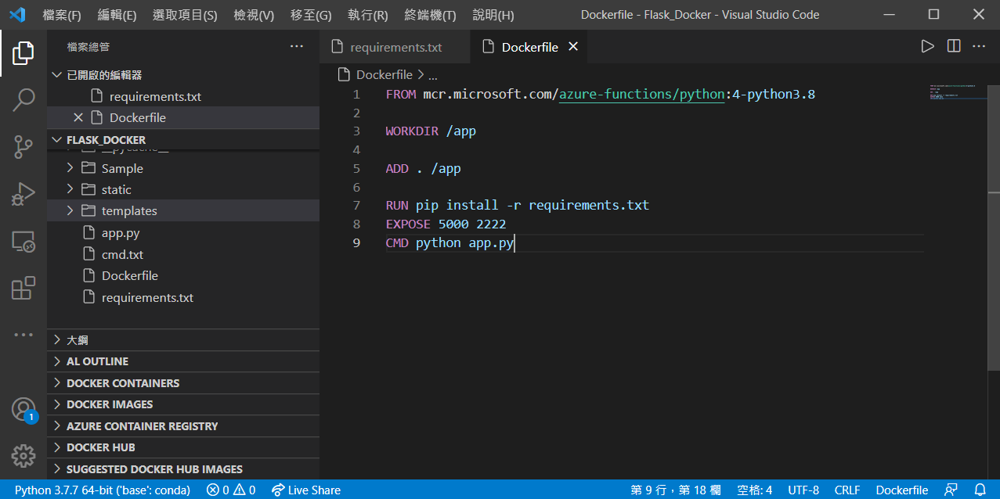 檔案(F) 編輯(E) 選取項目(S) 檢視(V) 移至(G) 執行(R) 終端機(T) 說明(H) Dockerfile - Flask_Docker - Visual Studio Code
檔案總管
已開啟的編輯器
requirements.txt
Dockerfile
FLASK_DOCKER
__pycache__
Sample
static
templates
app.py
cmd.txt
Dockerfile
requirements.txt
大綱
AL OUTLINE
DOCKER CONTAINERS
DOCKER IMAGES
AZURE CONTAINER REGISTRY
DOCKER HUB
SUGGESTED DOCKER HUB IMAGES
1
requirements.txt Dockerfile
Dockerfile > ...
1 FROM mcr.microsoft.com/azure-functions/python:4-python3.8
2
3 WORKDIR /app
4
5 ADD . /app
6
7 RUN pip install -r requirements.txt
8 EXPOSE 5000 2222
9 CMD python app.py
Python 3.7.7 64-bit ('base': conda) 0 0 Live Share 第 9 行，第 18 欄 空格: 4 UTF-8 CRLF Dockerfile